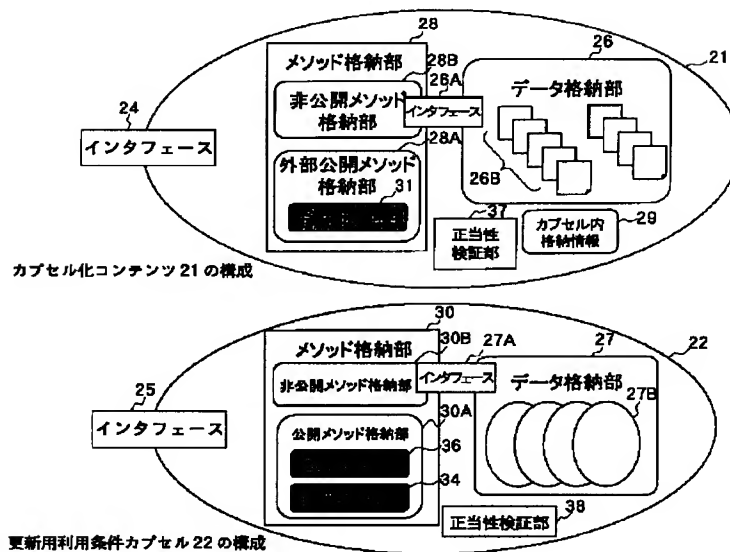 28
メソッド格納部
28B
非公開メソッド
格納部
26A
インタフェース
26
データ格納部
26B
21
24
インタフェース
28A
外部公開メソッド
格納部
31
37
正当性
検証部
カプセル内
格納情報
29
カプセル化コンテンツ21の構成
30
メソッド格納部
30B
非公開メソッド格納部
27A
インタフェース
27
データ格納部
27B
22
25
インタフェース
30A
公開メソッド格納部
36
34
正当性検証部
38
更新用利用条件カプセル22の構成